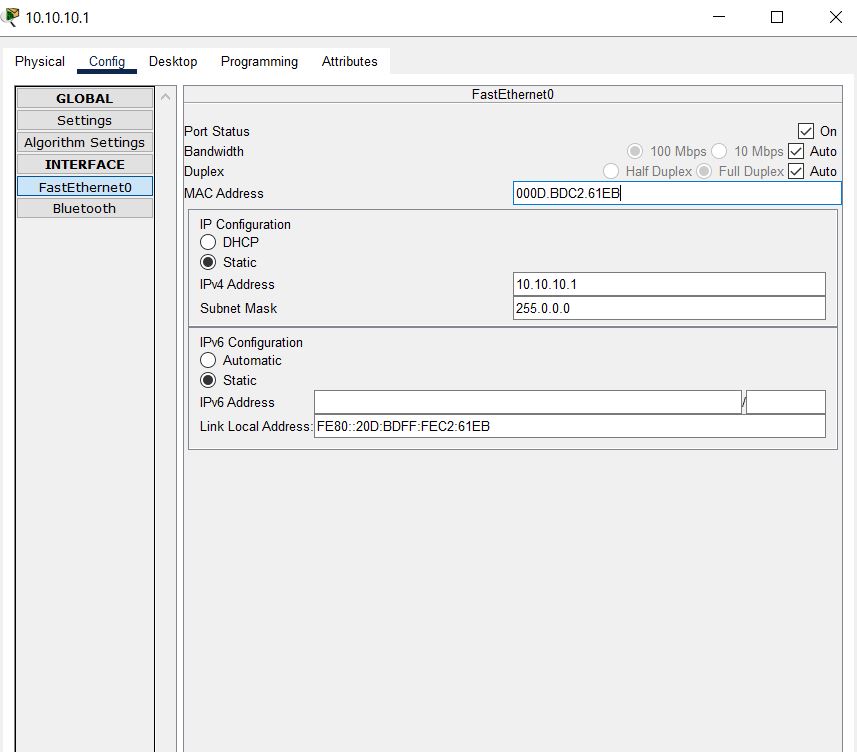 10.10.10.1
Physical Config Desktop Programming Attributes
GLOBAL
Settings
Algorithm Settings
INTERFACE
FastEthernet0
Bluetooth
FastEthernet0
Port Status On
Bandwidth 100 Mbps 10 Mbps Auto
Duplex Half Duplex Full Duplex Auto
MAC Address 000D.BDC2.61EB
IP Configuration
DHCP
Static
IPv4 Address 10.10.10.1
Subnet Mask 255.0.0.0
IPv6 Configuration
Automatic
Static
IPv6 Address /
Link Local Address: FE80::20D:BDFF:FEC2:61EB